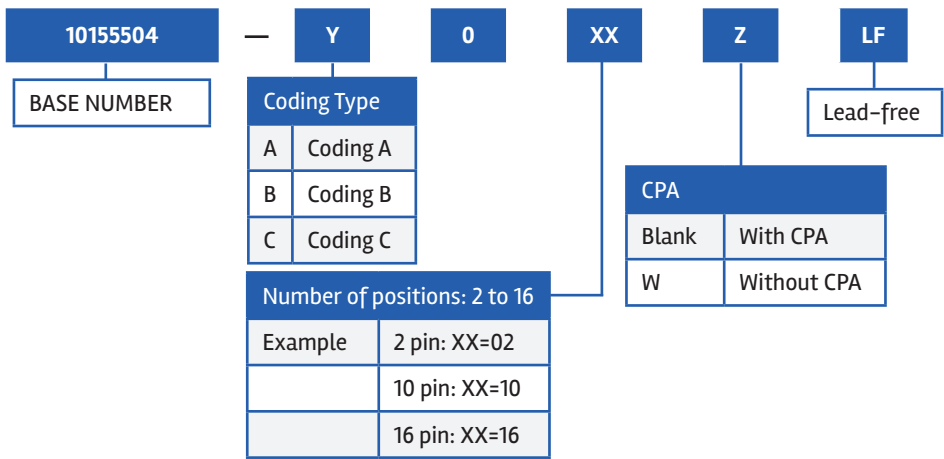 10155504 — Y 0 XX Z LF
BASE NUMBER
Lead-free
Coding Type
A Coding A
B Coding B
C Coding C
CPA
Blank With CPA
W Without CPA
Number of positions: 2 to 16
Example 2 pin: XX=02
10 pin: XX=10
16 pin: XX=16